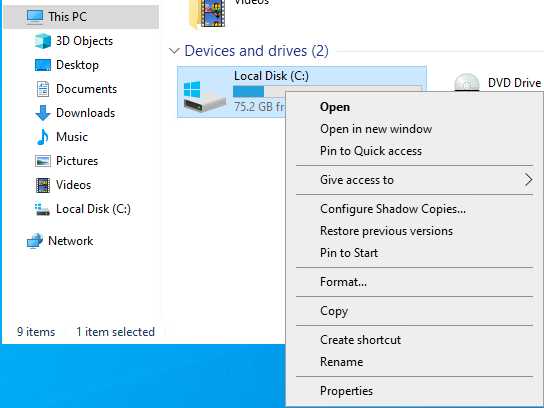 Videos
This PC
3D Objects
Desktop
Documents
Downloads
Music
Pictures
Videos
Local Disk (C:)
Network
Devices and drives (2)
Local Disk (C:)
75.2 GB
DVD Drive
Open
Open in new window
Pin to Quick access
Give access to
Configure Shadow Copies...
Restore previous versions
Pin to Start
Format...
Copy
Create shortcut
Rename
Properties
9 items
1 item selected